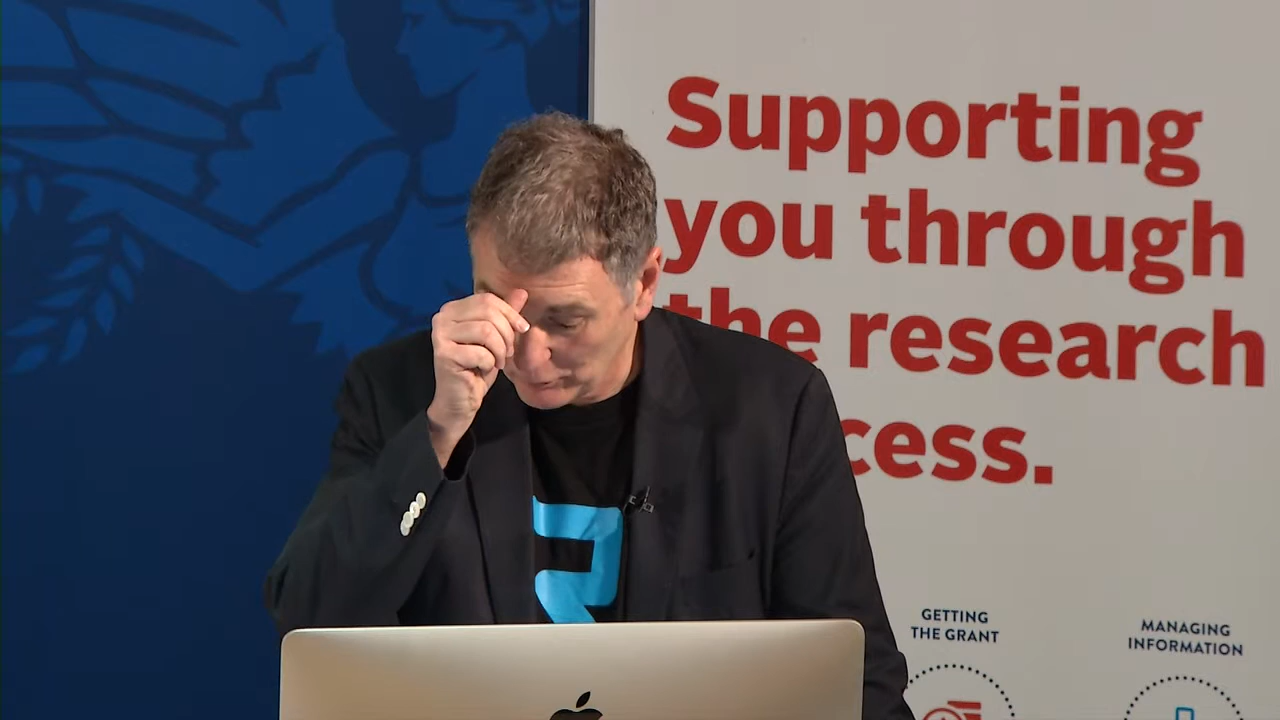 Supporting
you through
the research
cess.
GETTING
THE GRANT
MANAGING
INFORMATION